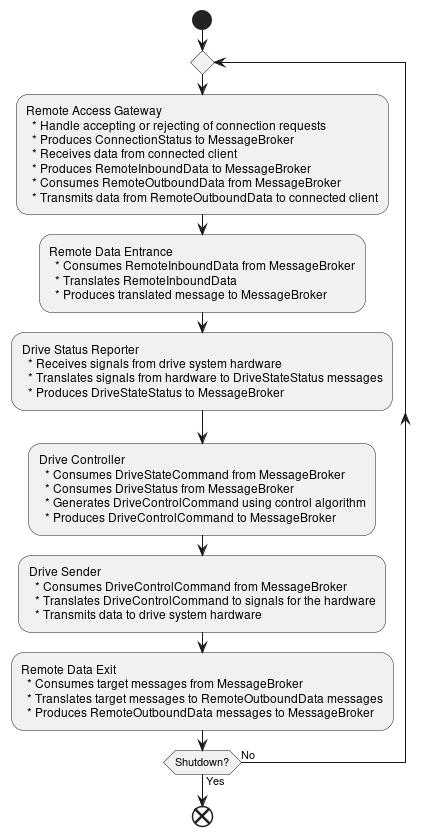 Remote Access Gateway
* Handle accepting or rejecting of connection requests
* Produces ConnectionStatus to MessageBroker
* Receives data from connected client
* Produces RemoteInboundData to MessageBroker
* Consumes RemoteOutboundData from MessageBroker
* Transmits data from RemoteOutboundData to connected client
Remote Data Entrance
* Consumes RemoteInboundData from MessageBroker
* Translates RemoteInboundData
* Produces translated message to MessageBroker
Drive Status Reporter
* Receives signals from drive system hardware
* Translates signals from hardware to DriveStateStatus messages
* Produces DriveStateStatus to MessageBroker
Drive Controller
* Consumes DriveStateCommand from MessageBroker
* Consumes DriveStatus from MessageBroker
* Generates DriveControlCommand using control algorithm
* Produces DriveControlCommand to MessageBroker
Drive Sender
* Consumes DriveControlCommand from MessageBroker
* Translates DriveControlCommand to signals for the hardware
* Transmits data to drive system hardware
Remote Data Exit
* Consumes target messages from MessageBroker
* Translates target messages to RemoteOutboundData messages
* Produces RemoteOutboundData messages to MessageBroker
Shutdown?
No
Yes